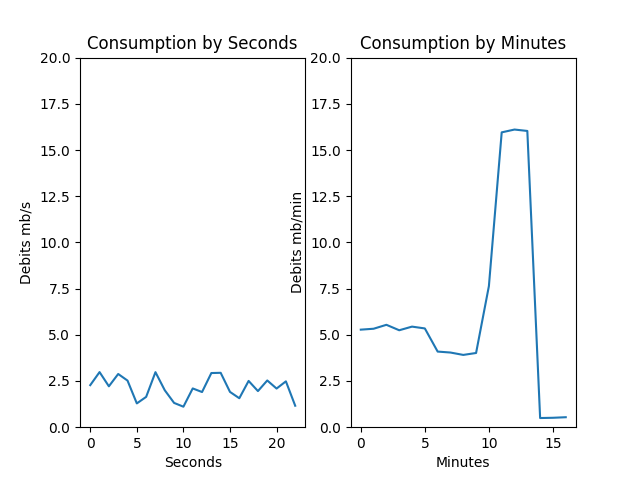 Consumption by Seconds
20.0
17.5
15.0
12.5
10.0
7.5
5.0
2.5
0.0
Debits mb/s
0 5 10 15 20
Seconds
Consumption by Minutes
20.0
17.5
15.0
12.5
10.0
7.5
5.0
2.5
0.0
Debits mb/min
0 5 10 15
Minutes